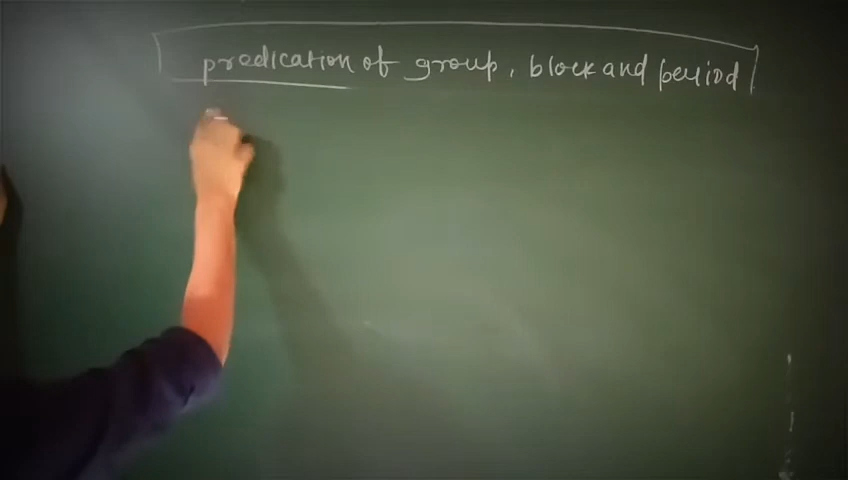 predication of group, block and period